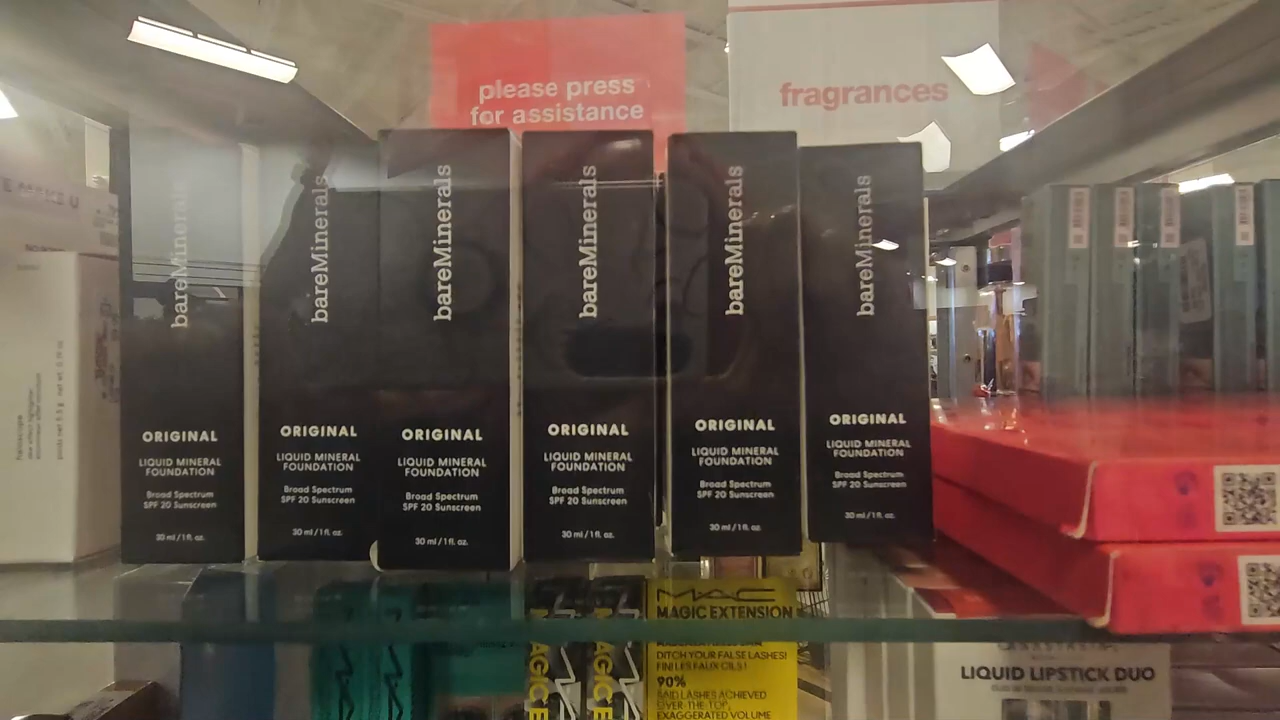 please press
for assistance
fragrances
bareMinerals
ORIGINAL
LIQUID MINERAL
FOUNDATION
Broad Spectrum
SPF 20 Sunscreen
30 ml / 1 fl. oz.
bareMinerals
ORIGINAL
LIQUID MINERAL
FOUNDATION
Broad Spectrum
SPF 20 Sunscreen
30 ml / 1 fl. oz.
bareMinerals
ORIGINAL
LIQUID MINERAL
FOUNDATION
Broad Spectrum
SPF 20 Sunscreen
30 ml / 1 fl. oz.
bareMinerals
ORIGINAL
LIQUID MINERAL
FOUNDATION
Broad Spectrum
SPF 20 Sunscreen
30 ml / 1 fl. oz.
bareMinerals
ORIGINAL
LIQUID MINERAL
FOUNDATION
Broad Spectrum
SPF 20 Sunscreen
30 ml / 1 fl. oz.
bareMinerals
ORIGINAL
LIQUID MINERAL
FOUNDATION
Broad Spectrum
SPF 20 Sunscreen
30 ml / 1 fl. oz.
MAC
MAGIC EXTENSION
DITCH YOUR FALSE LASHES!
FINI LES FAUX CILS!
90%
SAID LASHES ACHIEVED
OVER-THE-TOP,
EXAGGERATED VOLUME
LIQUID LIPSTICK DUO